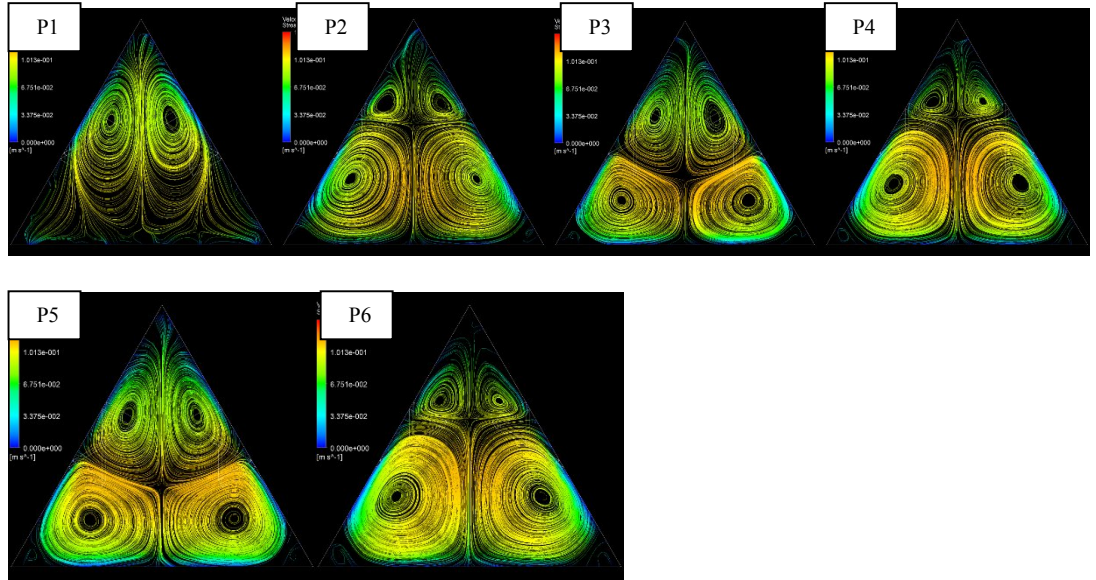 P1
1.013e-001
6.751e-002
3.375e-002
0.000e+000
[m s^-1]
Velo
Strea
P2
1.013e-001
6.751e-002
3.375e-002
0.000e+000
[m s^-1]
P3
1.013e-001
6.751e-002
3.375e-002
0.000e+000
[m s^-1]
P4
1.013e-001
6.751e-002
3.375e-002
0.000e+000
[m s^-1]
P5
1.013e-001
6.751e-002
3.375e-002
0.000e+000
[m s^-1]
P6
1.013e-001
6.751e-002
3.375e-002
0.000e+000
[m s^-1]